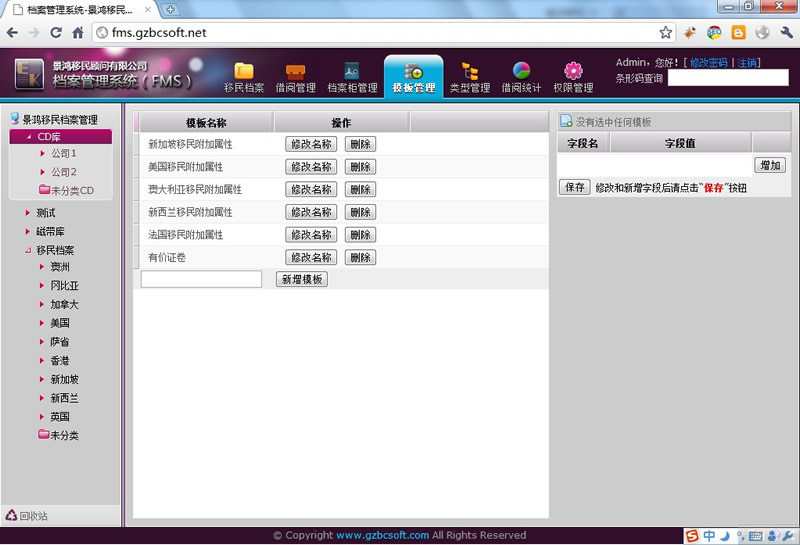 档案管理系统-景鸿移民...
fms.gzbcsoft.net
EK
景鸿移民顾问有限公司
档案管理系统（FMS）
移民档案 借阅管理 档案柜管理 模板管理 类型管理 借阅统计 权限管理
Admin，您好！[ 修改密码 | 注销]
条形码查询
景鸿移民档案管理
CD库
公司1
公司2
未分类CD
测试
磁带库
移民档案
澳洲
冈比亚
加拿大
美国
萨省
香港
新加坡
新西兰
英国
未分类
回收站
模板名称 操作
新加坡移民附加属性 修改名称 删除
美国移民附加属性 修改名称 删除
澳大利亚移民附加属性 修改名称 删除
新西兰移民附加属性 修改名称 删除
法国移民附加属性 修改名称 删除
有价证卷 修改名称 删除
新增模板
没有选中任何模板
字段名 字段值
增加
保存 修改和新增字段后请点击"保存"按钮
© Copyright www.gzbcsoft.com All Rights Reserved
中